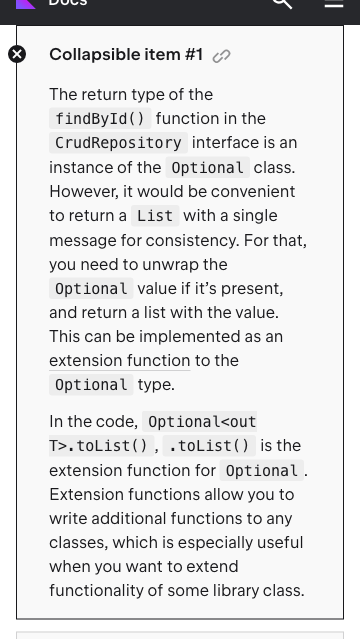 Docs
Collapsible item #1
The return type of the
findById() function in the
CrudRepository interface is an
instance of the Optional class.
However, it would be convenient
to return a List with a single
message for consistency. For that,
you need to unwrap the
Optional value if it’s present,
and return a list with the value.
This can be implemented as an
extension function to the
Optional type.
In the code, Optional<out
T>.toList(), .toList() is the
extension function for Optional.
Extension functions allow you to
write additional functions to any
classes, which is especially useful
when you want to extend
functionality of some library class.